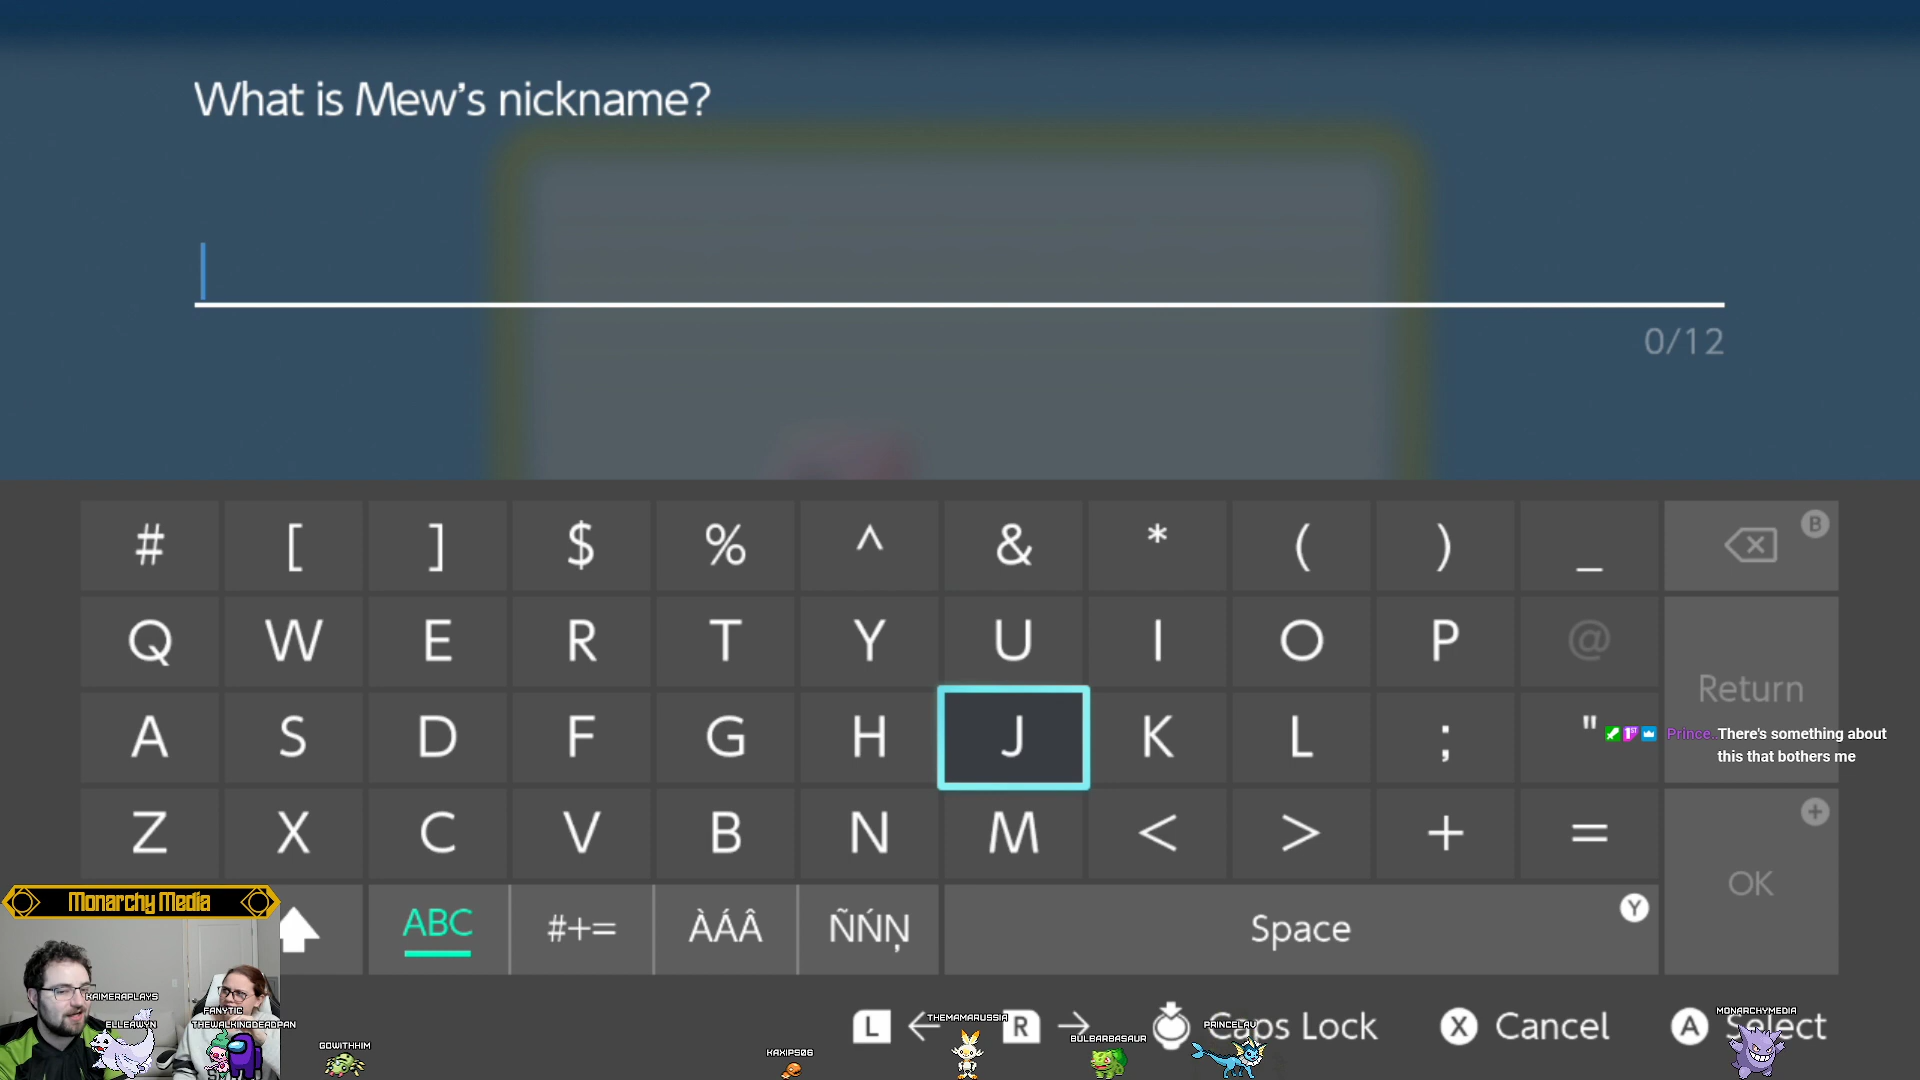 What is Mew's nickname?
0/12
# [ ] $ % ^ & * ( ) _ B
Q W E R T Y U I O P @ Return
A S D F G H J K L ; "
Prince.. There's something about
this that bothers me
Z X C V B N M < > + = +
OK
Monarchy Media
ABC #+= ÀÁÂ ÑŃŅ Space Y
L ← R → Caps Lock X Cancel A Select
KAIMERAPLAYS
ELLEAWYN
FANYTIC
THEWALKINGDEADPAN
GOWITHHIM
KAXIPS06
THEMAMARUSSIA
BULBARBASAUR
PRINCELAV
MONARCHYMEDIA